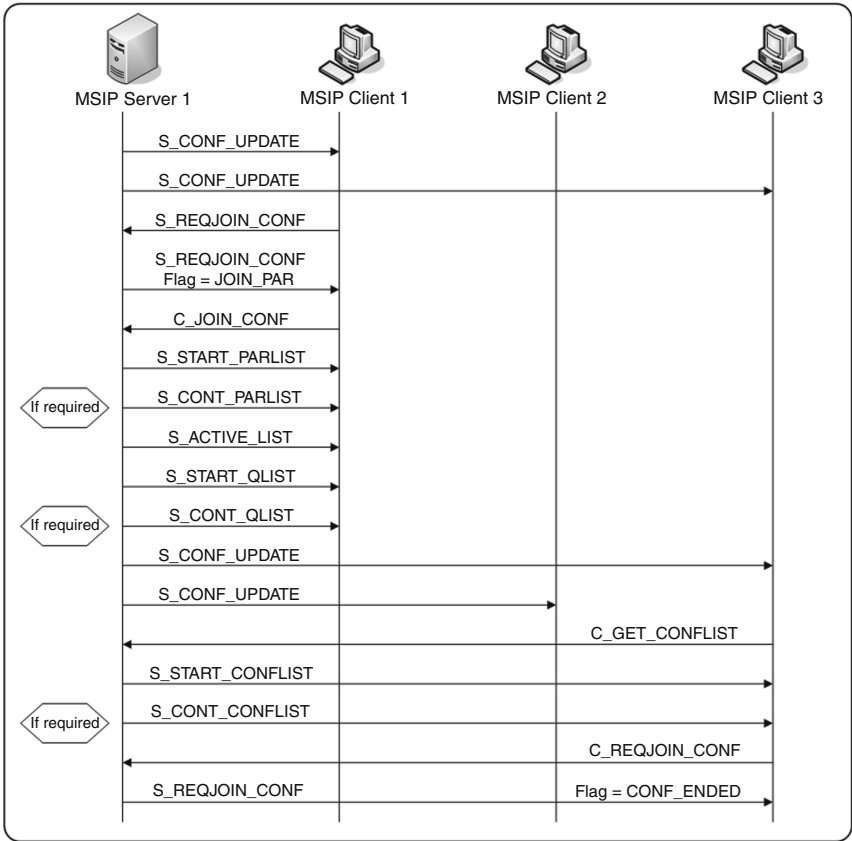 MSIP Server 1
MSIP Client 1
MSIP Client 2
MSIP Client 3
S_CONF_UPDATE
S_CONF_UPDATE
S_REQJOIN_CONF
S_REQJOIN_CONF
Flag = JOIN_PAR
C_JOIN_CONF
S_START_PARLIST
If required
S_CONT_PARLIST
S_ACTIVE_LIST
S_START_QLIST
If required
S_CONT_QLIST
S_CONF_UPDATE
S_CONF_UPDATE
C_GET_CONFLIST
S_START_CONFLIST
If required
S_CONT_CONFLIST
C_REQJOIN_CONF
S_REQJOIN_CONF
Flag = CONF_ENDED